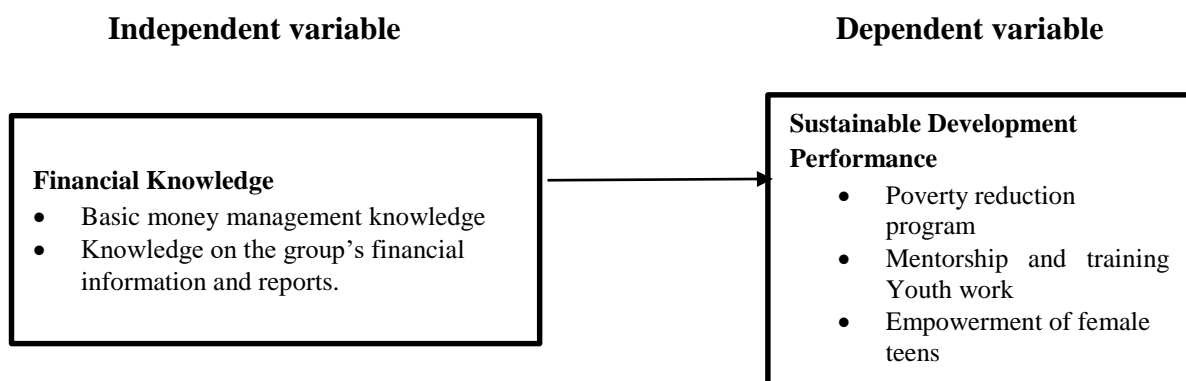 Independent variable
Dependent variable
Financial Knowledge
• Basic money management knowledge
• Knowledge on the group’s financial
information and reports.
Sustainable Development
Performance
• Poverty reduction
program
• Mentorship and training
Youth work
• Empowerment of female
teens